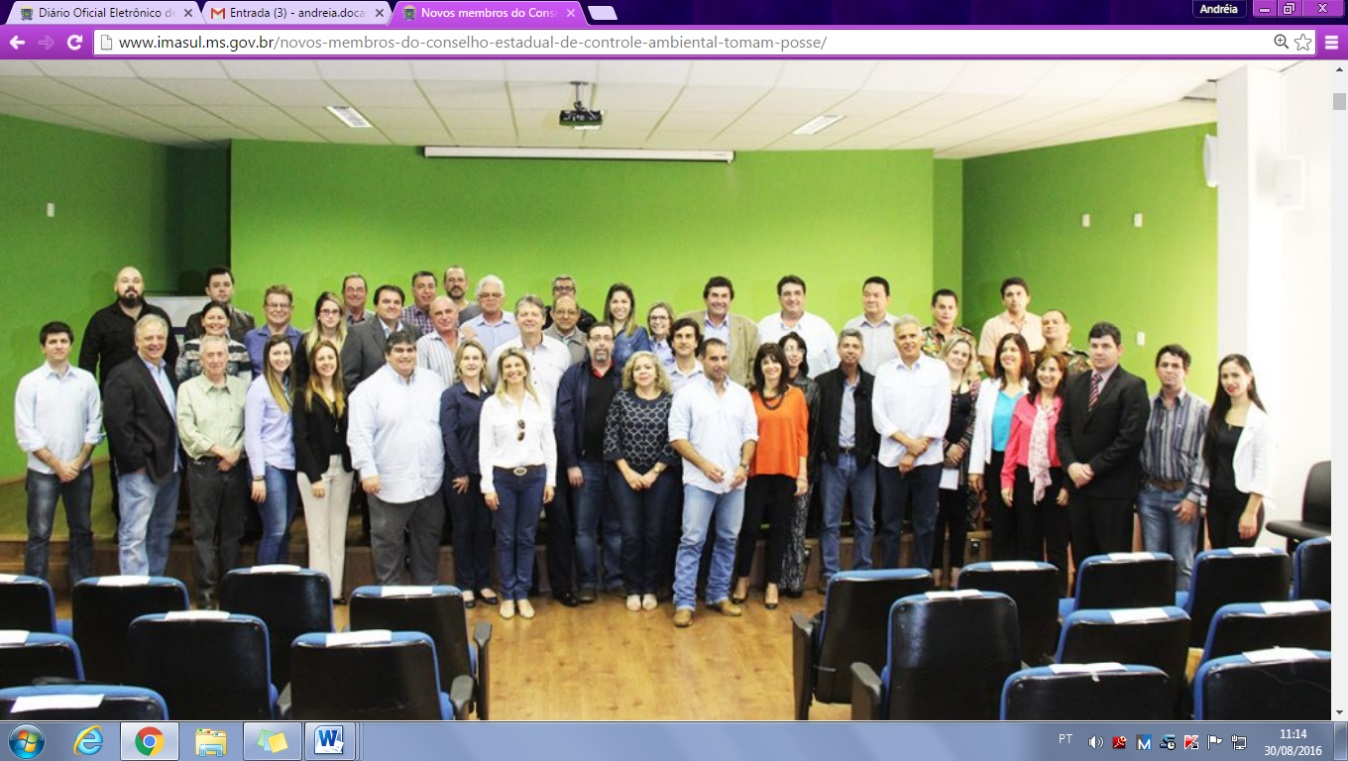 Diário Oficial Eletrônico d
Entrada (3) - andreia.doca
Novos membros do Cons
Andréia
www.imasul.ms.gov.br/novos-membros-do-conselho-estadual-de-controle-ambiental-tomam-posse/
PT
11:14
30/08/2016